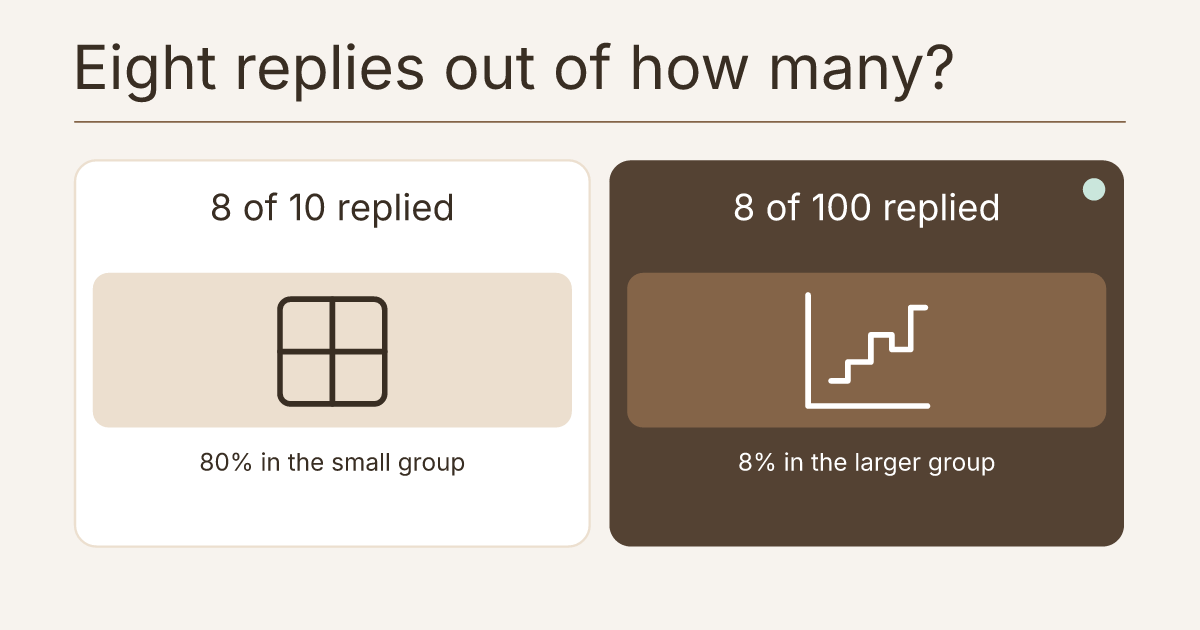 Eight replies out of how many?
8 of 10 replied
80% in the small group
8 of 100 replied
8% in the larger group